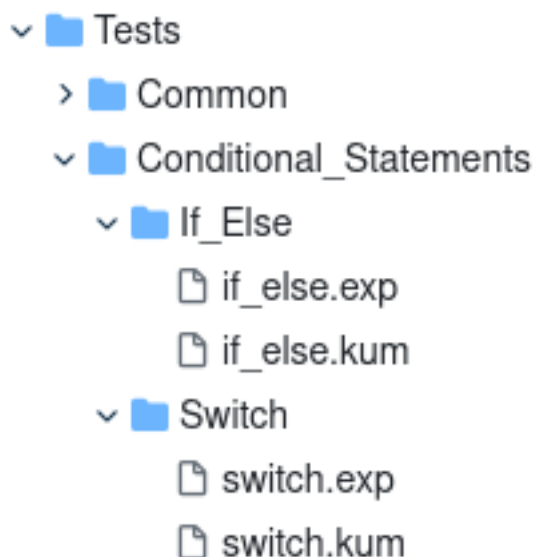 Tests
Common
Conditional_Statements
If_Else
if_else.exp
if_else.kum
Switch
switch.exp
switch.kum